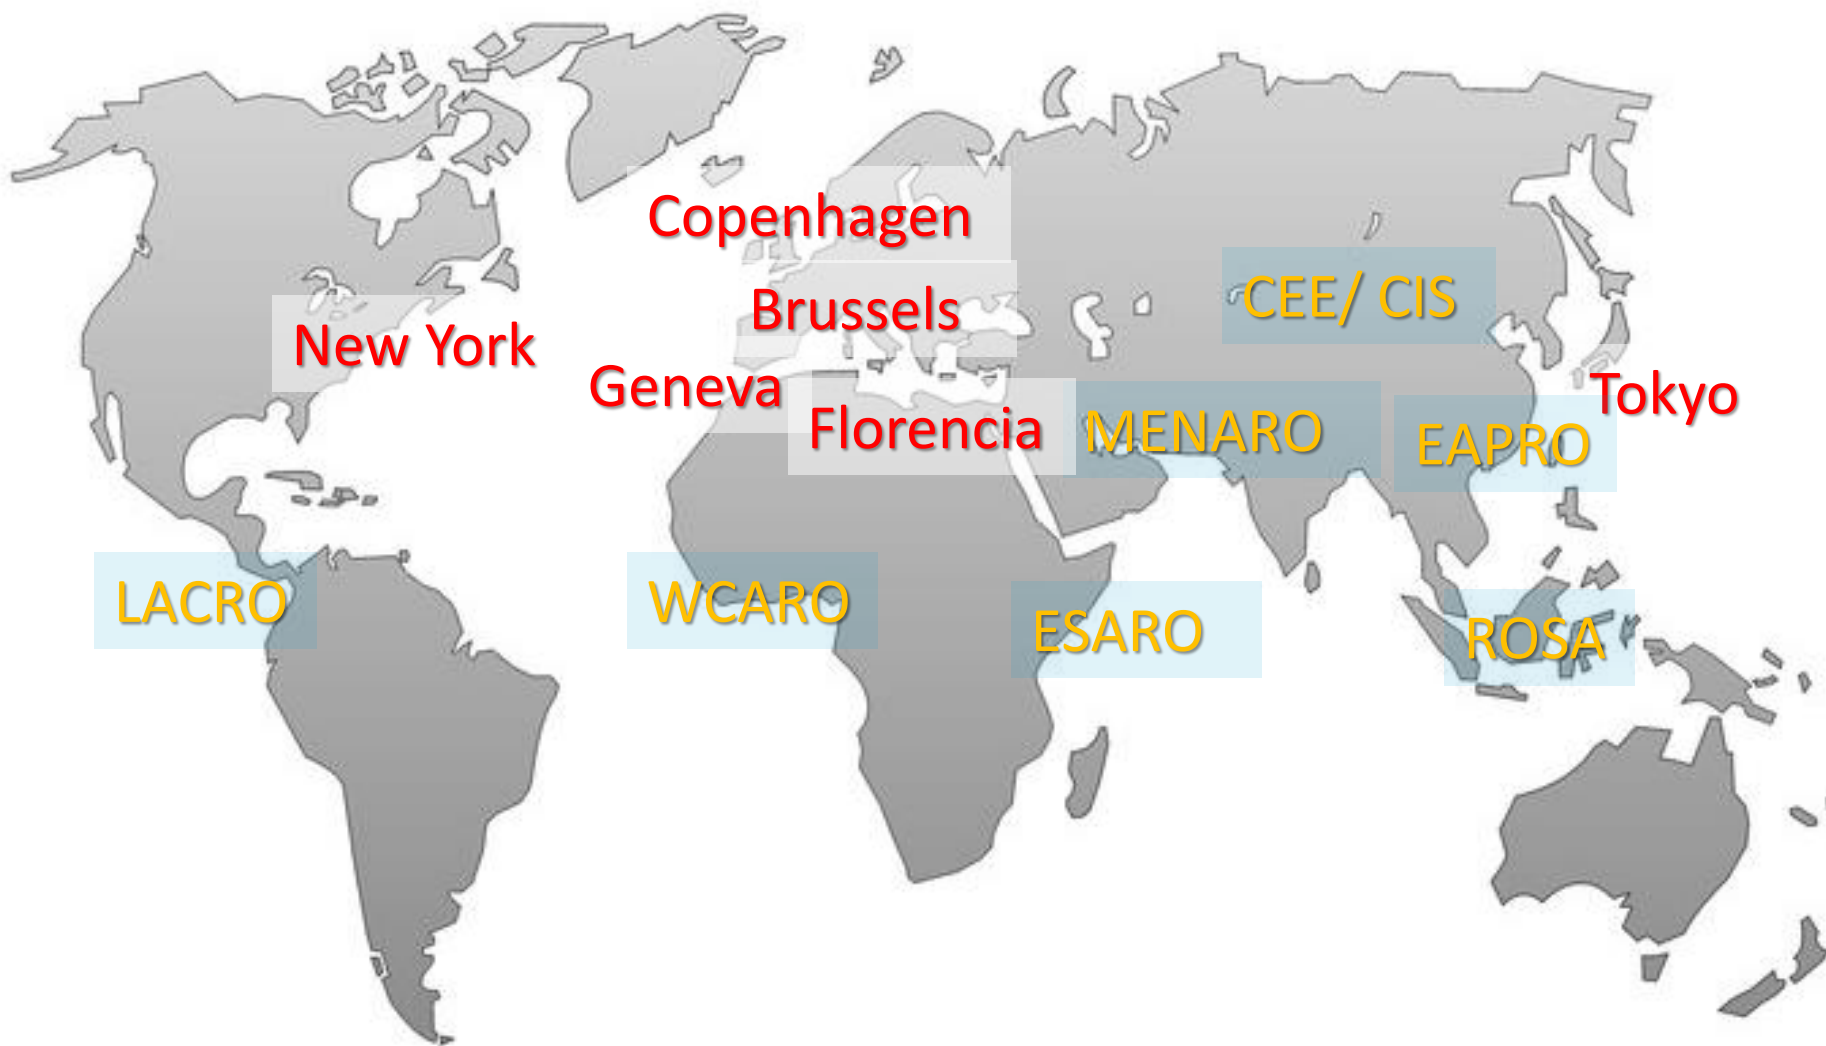 Copenhagen
CEE/ CIS
Brussels
New York
Geneva
Tokyo
Florencia
MENARO
EAPRO
LACRO
WCARO
ESARO
ROSA